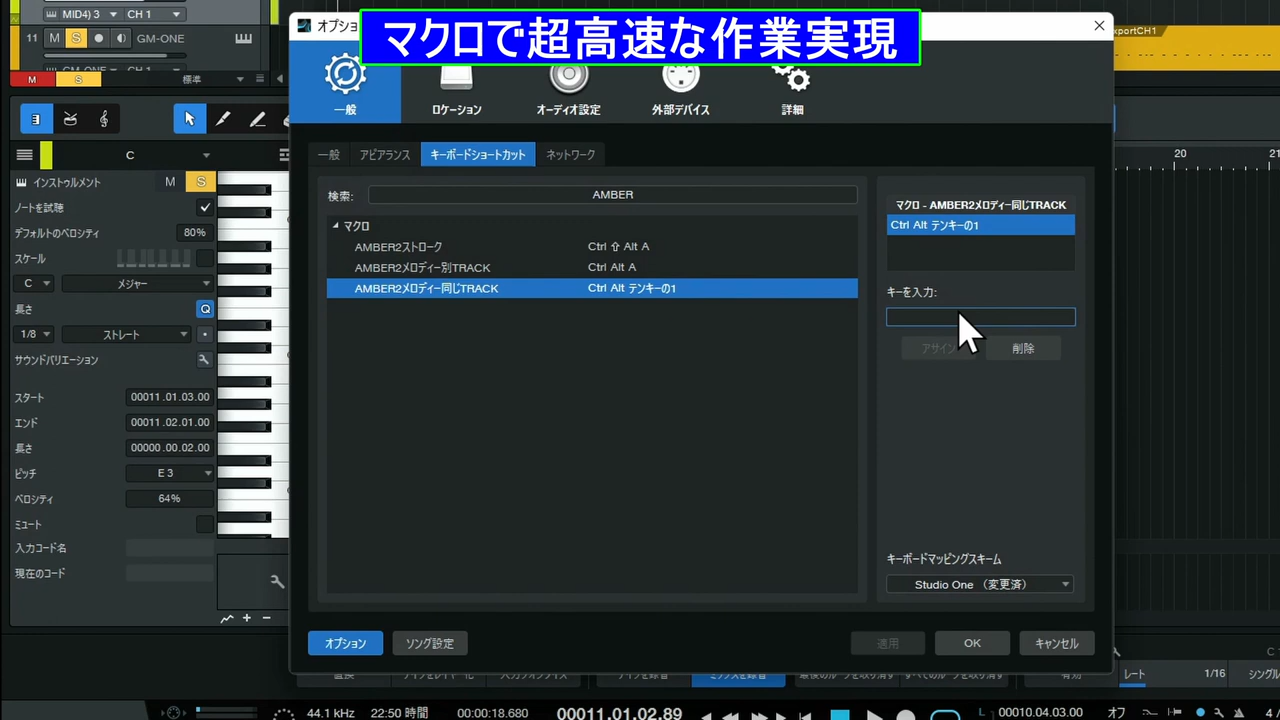 MIDI4) 3 CH 1
11 M S GM-ONE
M S 標準
マクロで超高速な作業実現
オプショ
xportCH1
一般 ロケーション オーディオ設定 外部デバイス 詳細
一般 アピアランス キーボードショートカット ネットワーク
検索: AMBER
マクロ
AMBER2ストローク Ctrl ⇧ Alt A
AMBER2メロディー別TRACK Ctrl Alt A
AMBER2メロディー同じTRACK Ctrl Alt テンキーの1
マクロ - AMBER2メロディー同じTRACK
Ctrl Alt テンキーの1
キーを入力:
アサイン 削除
キーボードマッピングスキーム
Studio One （変更済）
オプション ソング設定 適用 OK キャンセル
C
インストゥルメント M S
ノートを試聴
デフォルトのベロシティ 80%
スケール
C メジャー
長さ Q
1/8 ストレート
サウンドバリエーション
スタート 00011.01.03.00
エンド 00011.02.01.00
長さ 00000.00.02.00
ピッチ E 3
ベロシティ 64%
ミュート
入力コード名
現在のコード
20 21
レート 1/16 シングル
44.1 kHz 22:50 時間 00:00:18.680 00011.01.02.89 L 00010.04.03.00 オフ